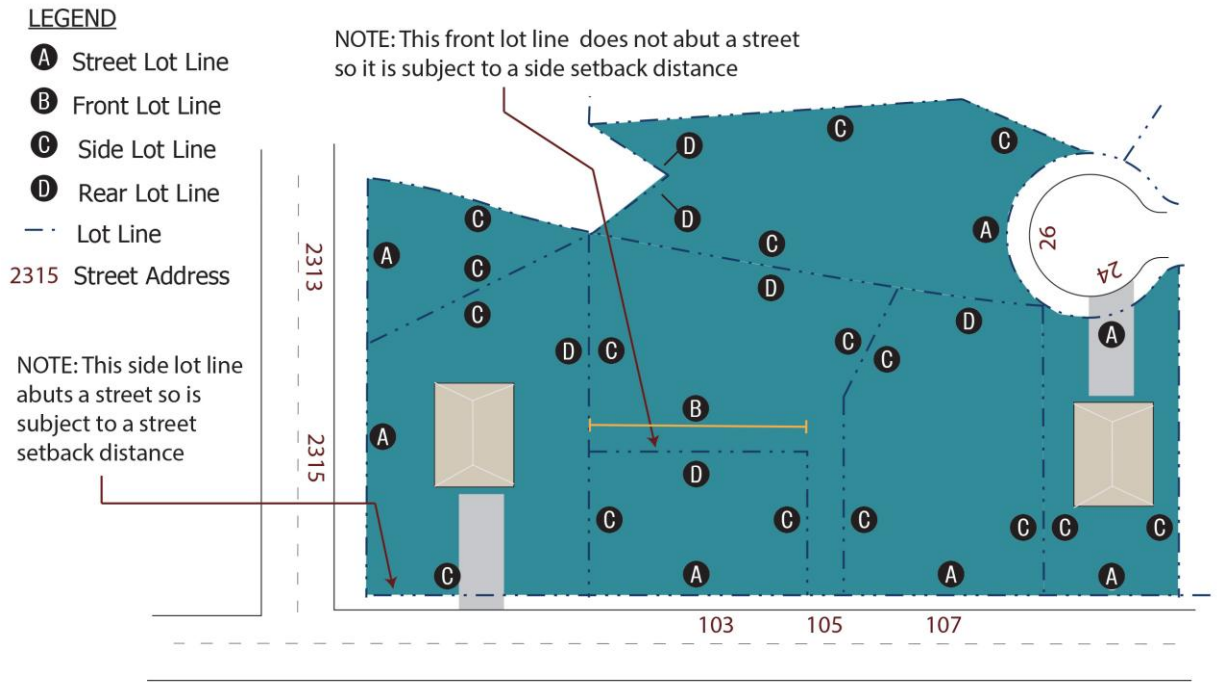 LEGEND
A Street Lot Line
B Front Lot Line
C Side Lot Line
D Rear Lot Line
Lot Line
2315 Street Address
NOTE: This front lot line does not abut a street
so it is subject to a side setback distance
NOTE: This side lot line
abuts a street so is
subject to a street
setback distance
C
C
D
A
C
26
D
C
2313
A
C
C
24
D
C
D
A
C
D
C
C
B
A
2315
D
C
C
C
C
C
C
C
A
A
A
103
105
107